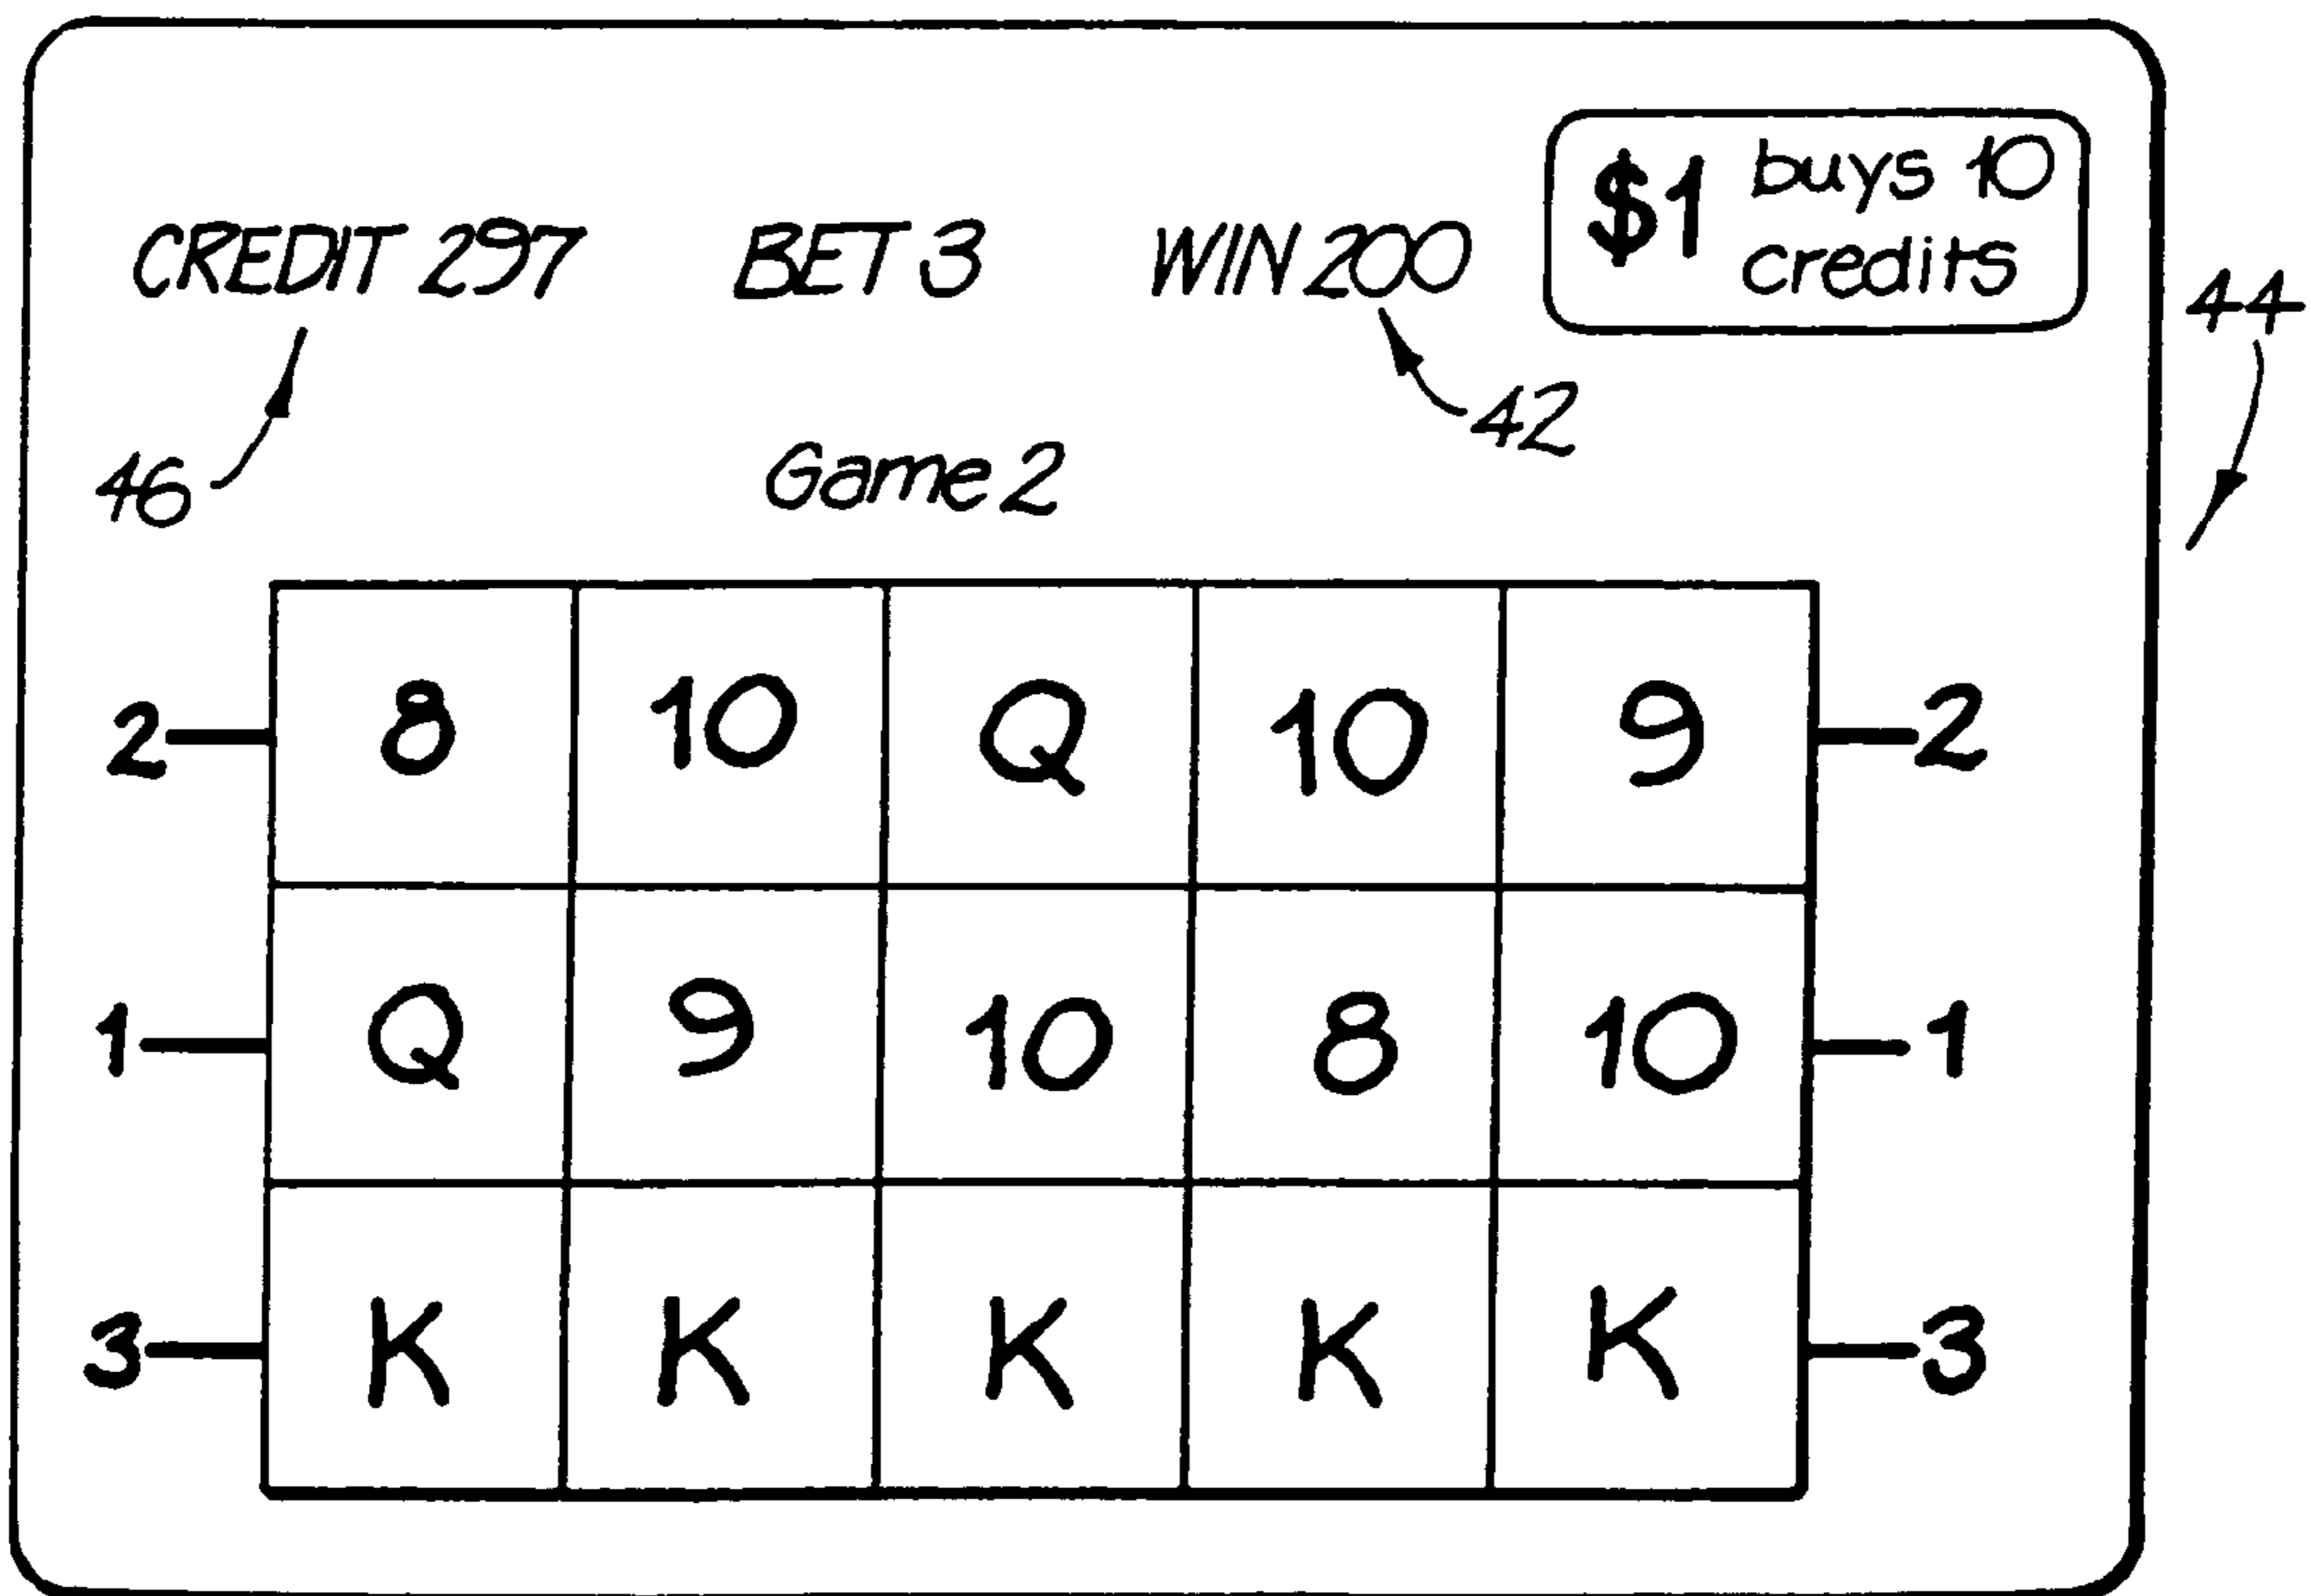 $1 buys 10
credits
CREDIT 297 BET 3 WIN 200
44
42
46
Game 2
2 8 10 Q 10 9 2
1 Q 9 10 8 10 1
3 K K K K K 3